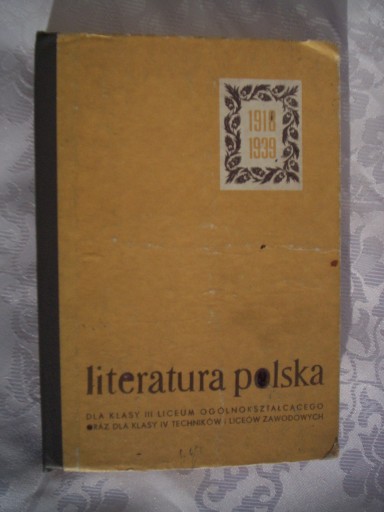 1918
1939
literatura polska
DLA KLASY III LICEUM OGÓLNOKSZTAŁCĄCEGO
ORAZ DLA KLASY IV TECHNIKÓW I LICEÓW ZAWODOWYCH